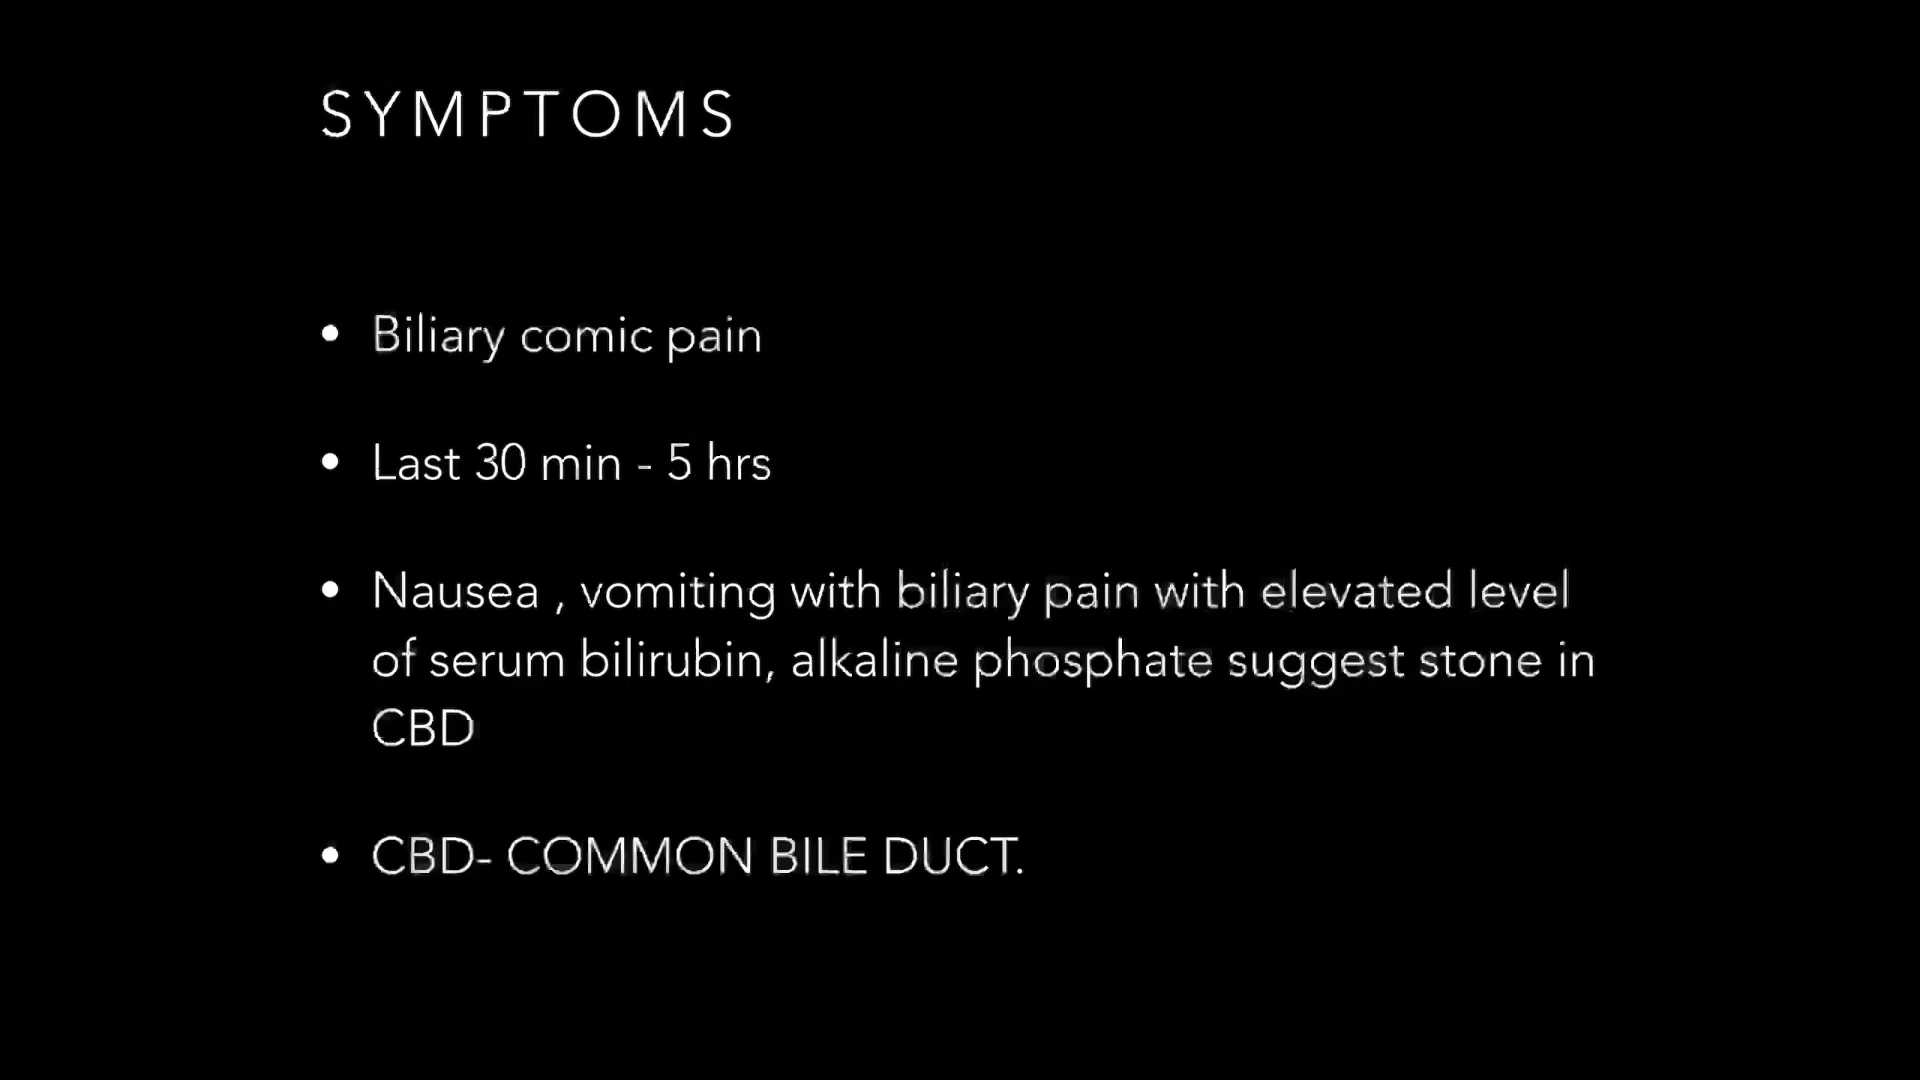 SYMPTOMS
• Biliary comic pain
• Last 30 min - 5 hrs
• Nausea , vomiting with biliary pain with elevated level
of serum bilirubin, alkaline phosphate suggest stone in
CBD
• CBD- COMMON BILE DUCT.